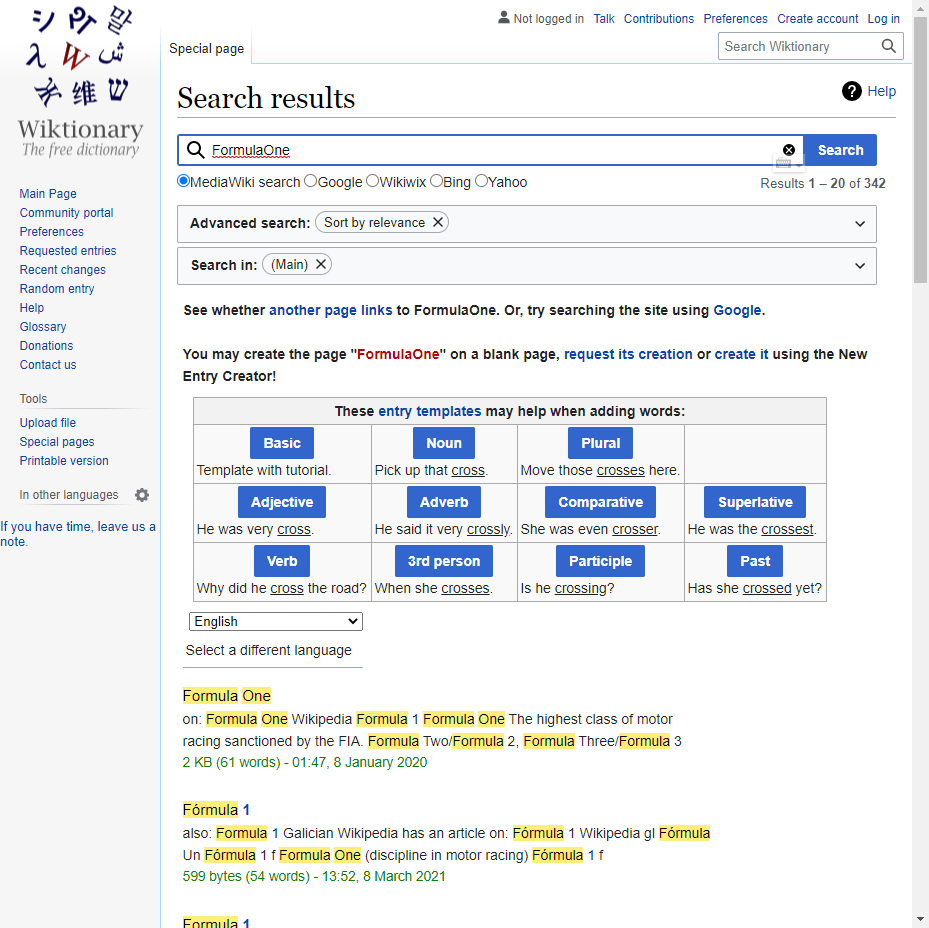 Not logged in Talk Contributions Preferences Create account Log in
Special page
Search Wiktionary
シ 말
λ W ش
维 ש
Wiktionary
The free dictionary
Search results
Help
FormulaOne
Search
MediaWiki search Google Wikiwix Bing Yahoo
Results 1 – 20 of 342
Advanced search: Sort by relevance
Search in: (Main)
Main Page
Community portal
Preferences
Requested entries
Recent changes
Random entry
Help
Glossary
Donations
Contact us
Tools
Upload file
Special pages
Printable version
In other languages
If you have time, leave us a
note.
See whether another page links to FormulaOne. Or, try searching the site using Google.
You may create the page "FormulaOne" on a blank page, request its creation or create it using the New
Entry Creator!
These entry templates may help when adding words:
Basic Noun Plural
Template with tutorial. Pick up that cross. Move those crosses here.
Adjective Adverb Comparative Superlative
He was very cross. He said it very crossly. She was even crosser. He was the crossest.
Verb 3rd person Participle Past
Why did he cross the road? When she crosses. Is he crossing? Has she crossed yet?
English
Select a different language
Formula One
on: Formula One Wikipedia Formula 1 Formula One The highest class of motor
racing sanctioned by the FIA. Formula Two/Formula 2, Formula Three/Formula 3
2 KB (61 words) - 01:47, 8 January 2020
Fórmula 1
also: Formula 1 Galician Wikipedia has an article on: Fórmula 1 Wikipedia gl Fórmula
Un Fórmula 1 f Formula One (discipline in motor racing) Fórmula 1 f
599 bytes (54 words) - 13:52, 8 March 2021
Formula 1